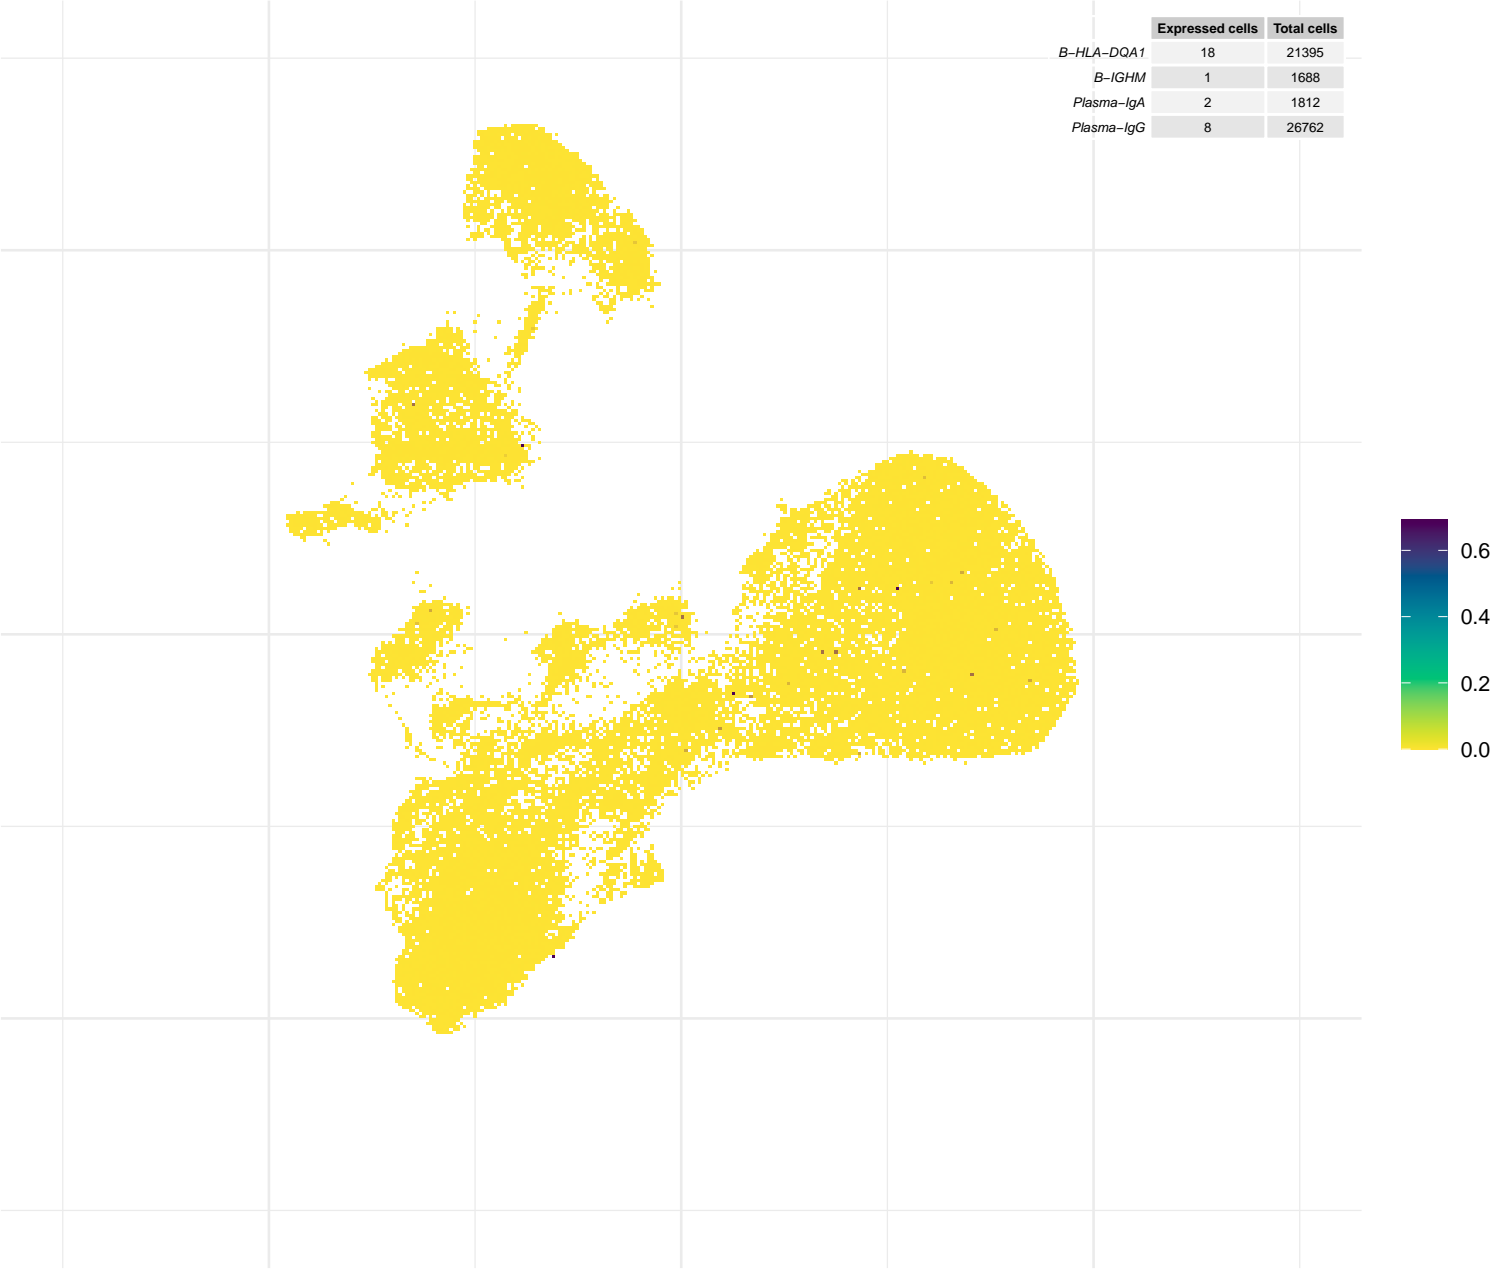 Expressed cells Total cells
B−HLA−DQA1 18 21395
B−IGHM 1 1688
Plasma−IgA 2 1812
Plasma−IgG 8 26762
0.6
0.4
0.2
0.0